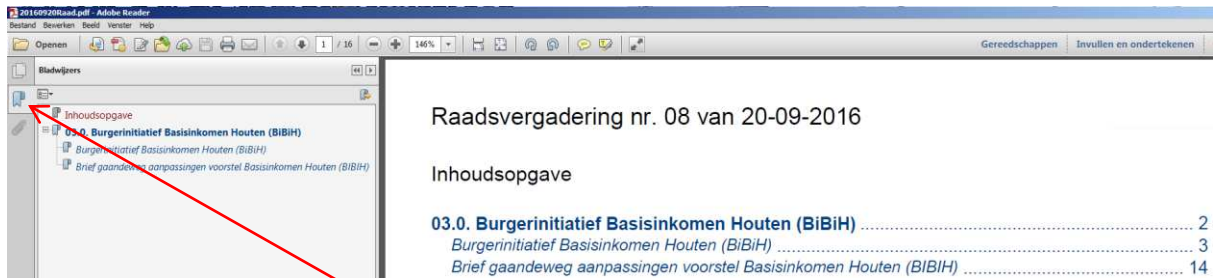 20160920Raad.pdf - Adobe Reader
Bestand Bewerken Beeld Venster Help
Openen 1 / 16 146% Gereedschappen Invullen en ondertekenen
Bladwijzers
Inhoudsopgave
03.0. Burgerinitiatief Basisinkomen Houten (BiBiH)
Burgerinitiatief Basisinkomen Houten (BiBiH)
Brief gaandeweg aanpassingen voorstel Basisinkomen Houten (BIBIH)
Raadsvergadering nr. 08 van 20-09-2016
Inhoudsopgave
03.0. Burgerinitiatief Basisinkomen Houten (BiBiH) 2
Burgerinitiatief Basisinkomen Houten (BiBiH) 3
Brief gaandeweg aanpassingen voorstel Basisinkomen Houten (BIBIH) 14